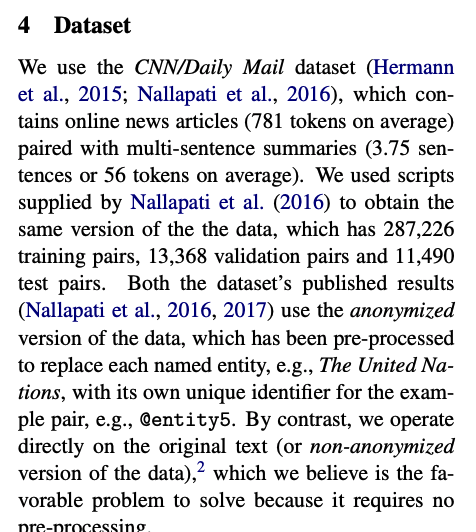 4 Dataset
We use the CNN/Daily Mail dataset (Hermann
et al., 2015; Nallapati et al., 2016), which con-
tains online news articles (781 tokens on average)
paired with multi-sentence summaries (3.75 sen-
tences or 56 tokens on average). We used scripts
supplied by Nallapati et al. (2016) to obtain the
same version of the the data, which has 287,226
training pairs, 13,368 validation pairs and 11,490
test pairs. Both the dataset's published results
(Nallapati et al., 2016, 2017) use the anonymized
version of the data, which has been pre-processed
to replace each named entity, e.g., The United Na-
tions, with its own unique identifier for the exam-
ple pair, e.g., @entity5. By contrast, we operate
directly on the original text (or non-anonymized
version of the data),2 which we believe is the fa-
vorable problem to solve because it requires no
pre-processing.